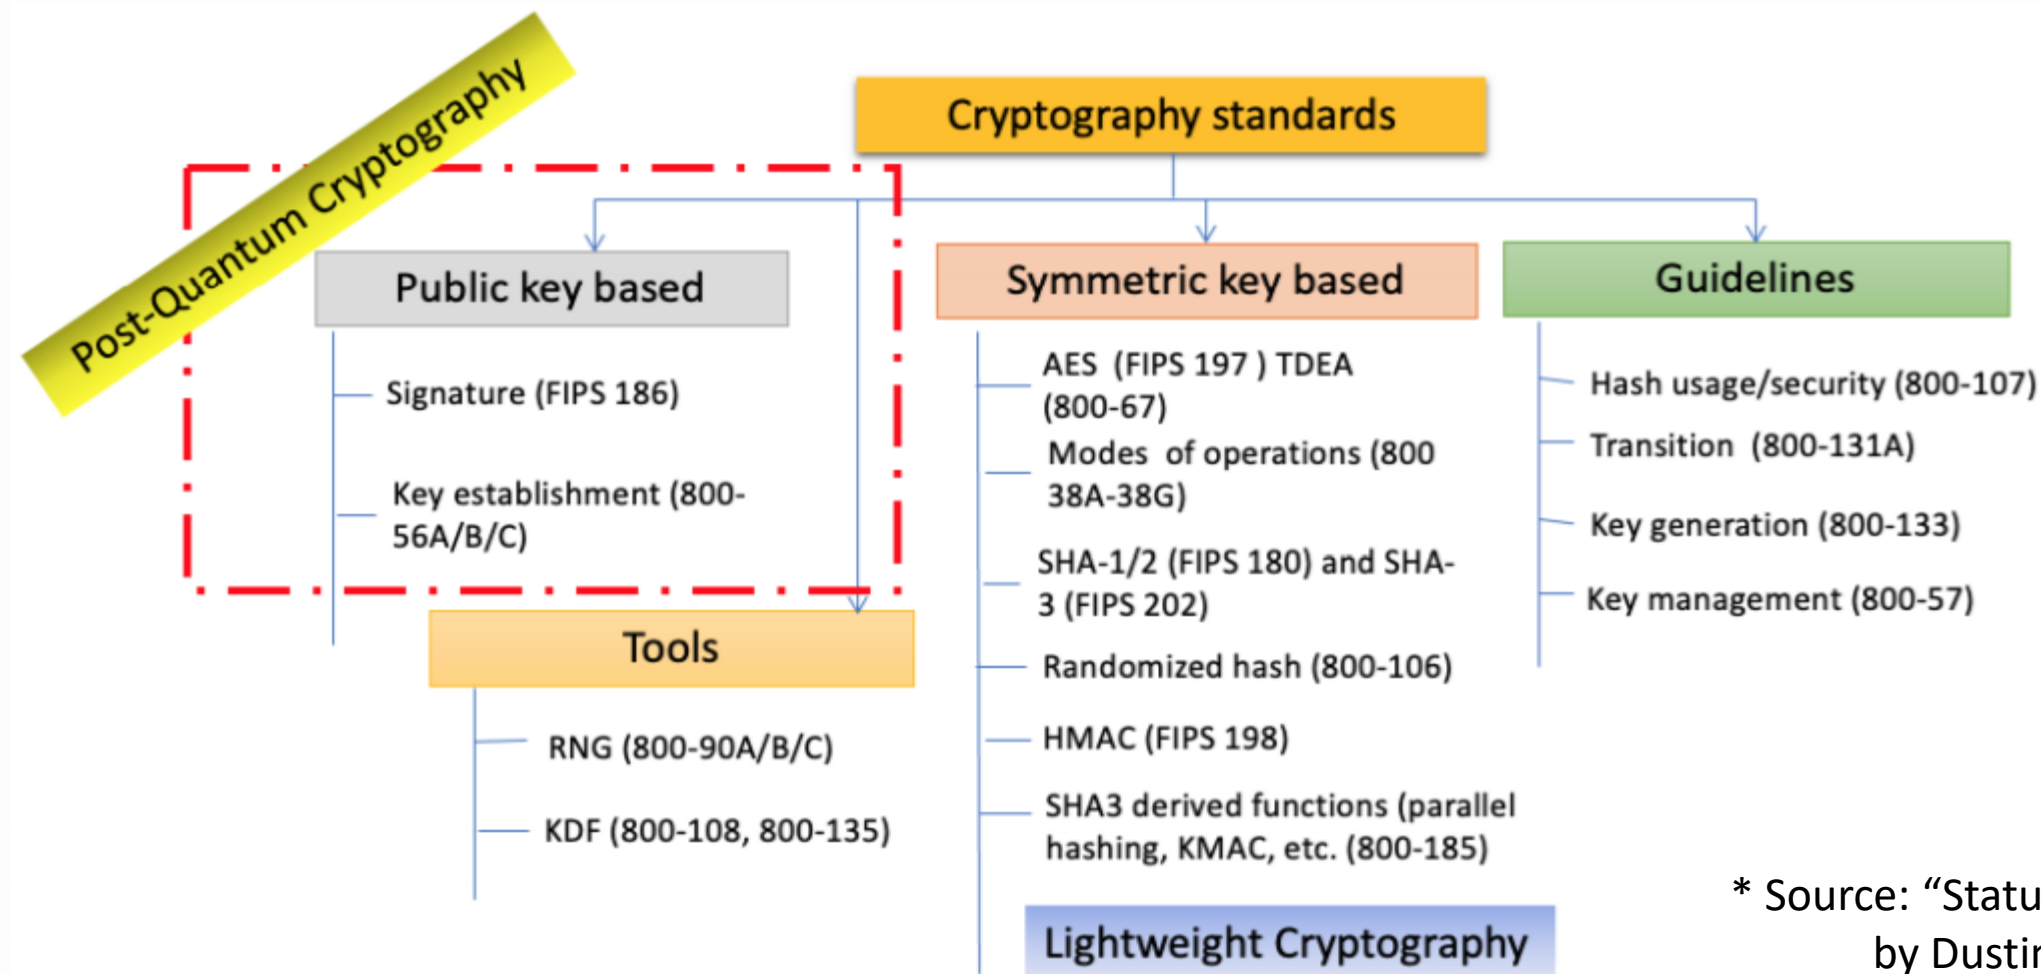 Post-Quantum Cryptography
Cryptography standards
Public key based
Signature (FIPS 186)
Key establishment (800-
56A/B/C)
Tools
RNG (800-90A/B/C)
KDF (800-108, 800-135)
Symmetric key based
AES (FIPS 197 ) TDEA
(800-67)
Modes of operations (800
38A-38G)
SHA-1/2 (FIPS 180) and SHA-
3 (FIPS 202)
Randomized hash (800-106)
HMAC (FIPS 198)
SHA3 derived functions (parallel
hashing, KMAC, etc. (800-185)
Lightweight Cryptography
Guidelines
Hash usage/security (800-107)
Transition (800-131A)
Key generation (800-133)
Key management (800-57)
* Source: “Statu
by Dustin